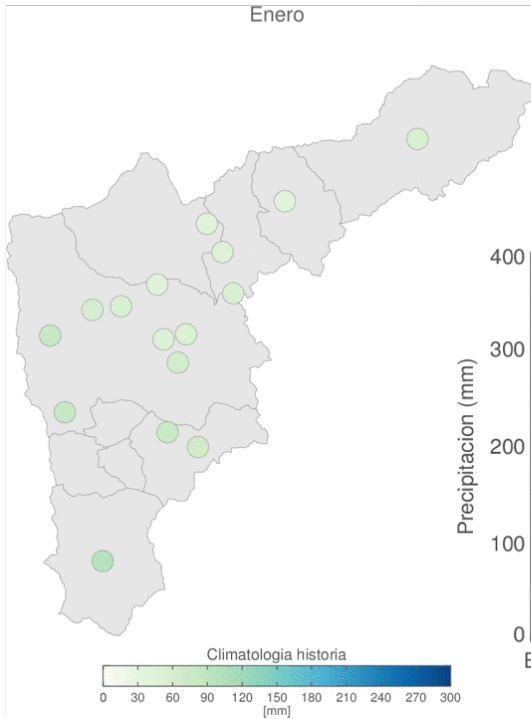 Enero
400
300
200
100
0
Precipitacion (mm)
E
Climatologia historia
0 30 60 90 120 150 180 210 240 270 300
[mm]